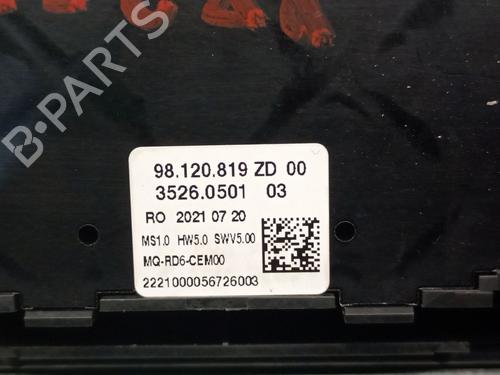 B-PARTS
98.120.819 ZD 00
3526.0501 03
RO 2021 07 20
MS1.0 HW5.0 SWV5.00
MQ-RD6-CEM00
2221000056726003